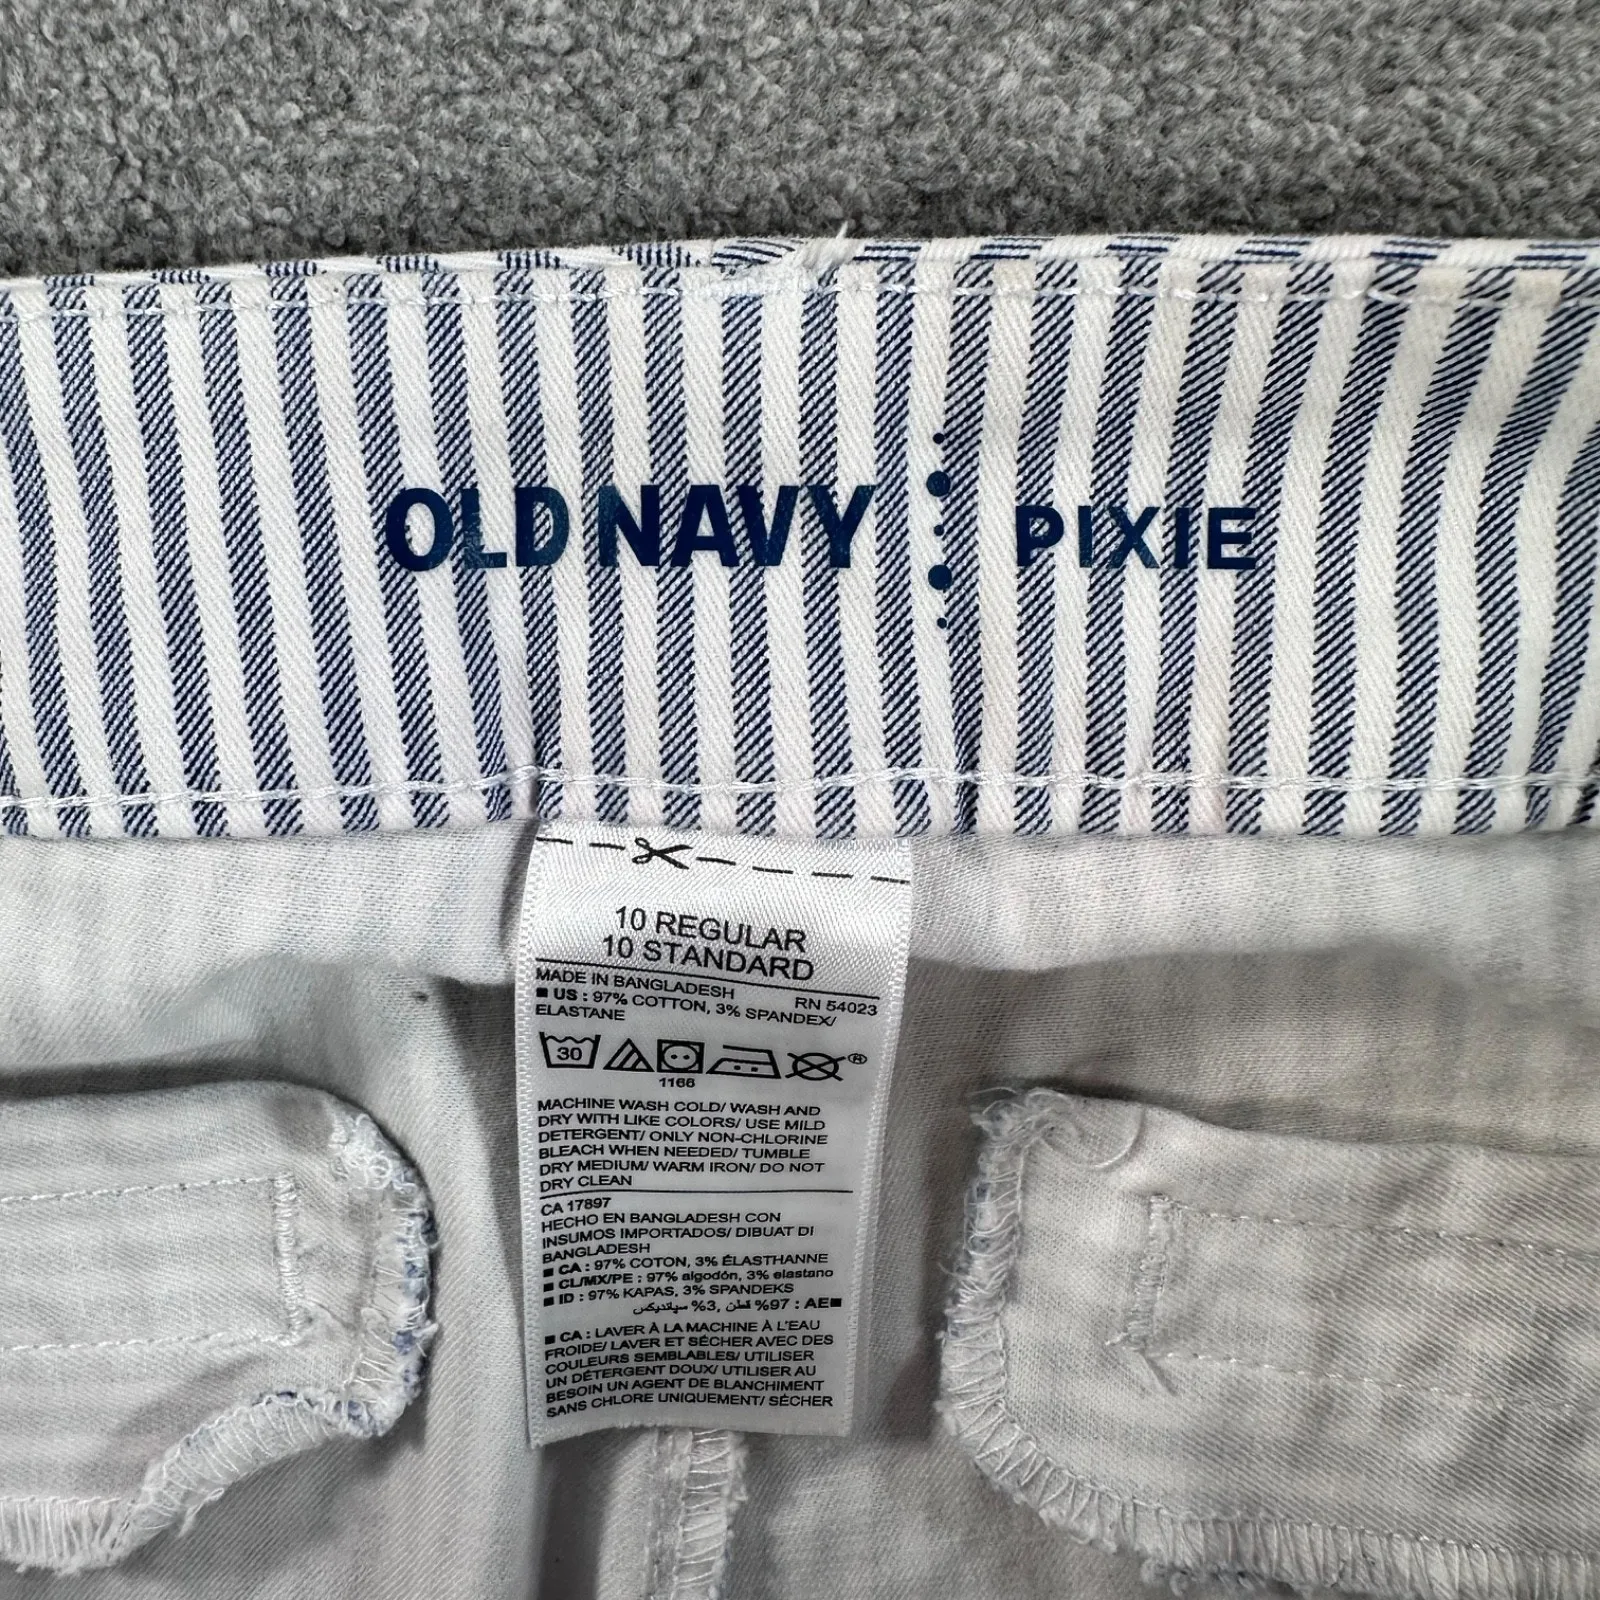 OLD NAVY PIXIE
10 REGULAR
10 STANDARD
MADE IN BANGLADESH RN 54023
■ US : 97% COTTON, 3% SPANDEX/
ELASTANE
30
1166
MACHINE WASH COLD/ WASH AND
DRY WITH LIKE COLORS/ USE MILD
DETERGENT/ ONLY NON-CHLORINE
BLEACH WHEN NEEDED/ TUMBLE
DRY MEDIUM/ WARM IRON/ DO NOT
DRY CLEAN
CA 17897
HECHO EN BANGLADESH CON
INSUMOS IMPORTADOS/ DIBUAT DI
BANGLADESH
■ CA : 97% COTON, 3% ÉLASTHANNE
■ CL/MX/PE : 97% algodón, 3% elastano
■ ID : 97% KAPAS, 3% SPANDEKS
■AE : 97% قطن, 3% سپانديكس
■ CA : LAVER À LA MACHINE À L'EAU
FROIDE/ LAVER ET SÉCHER AVEC DES
COULEURS SEMBLABLES/ UTILISER
UN DÉTERGENT DOUX/ UTILISER AU
BESOIN UN AGENT DE BLANCHIMENT
SANS CHLORE UNIQUEMENT/ SÉCHER